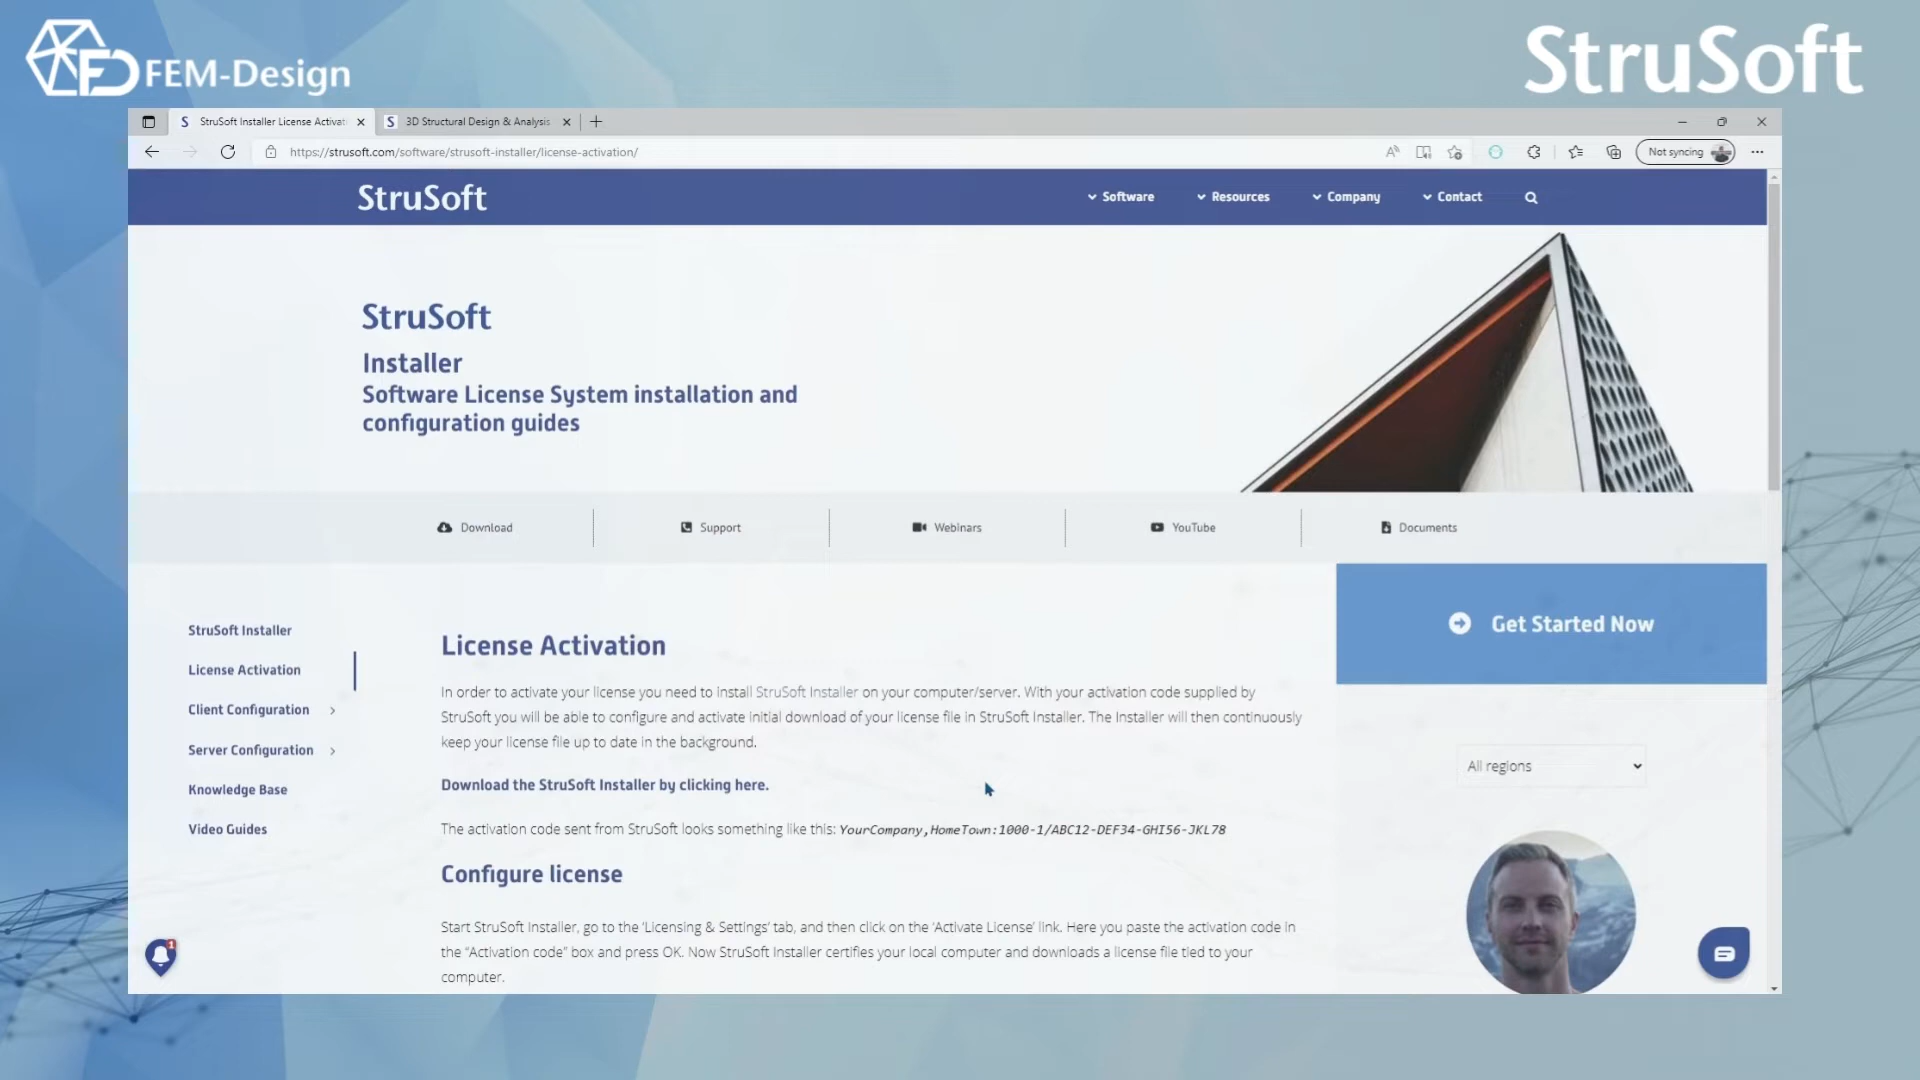 FEM-Design
StruSoft
StruSoft Installer License Activat
3D Structural Design & Analysis
https://strusoft.com/software/strusoft-installer/license-activation/
Not syncing
StruSoft
Software
Resources
Company
Contact
StruSoft
Installer
Software License System installation and
configuration guides
Download
Support
Webinars
YouTube
Documents
StruSoft Installer
License Activation
Client Configuration
Server Configuration
Knowledge Base
Video Guides
License Activation
In order to activate your license you need to install StruSoft Installer on your computer/server. With your activation code supplied by
StruSoft you will be able to configure and activate initial download of your license file in StruSoft Installer. The Installer will then continuously
keep your license file up to date in the background.
Download the StruSoft Installer by clicking here.
The activation code sent from StruSoft looks something like this: YourCompany,HomeTown:1000-1/ABC12-DEF34-GHI56-JKL78
Configure license
Start StruSoft Installer, go to the ‘Licensing & Settings’ tab, and then click on the ‘Activate License’ link. Here you paste the activation code in
the “Activation code” box and press OK. Now StruSoft Installer certifies your local computer and downloads a license file tied to your
computer.
Get Started Now
All regions
1